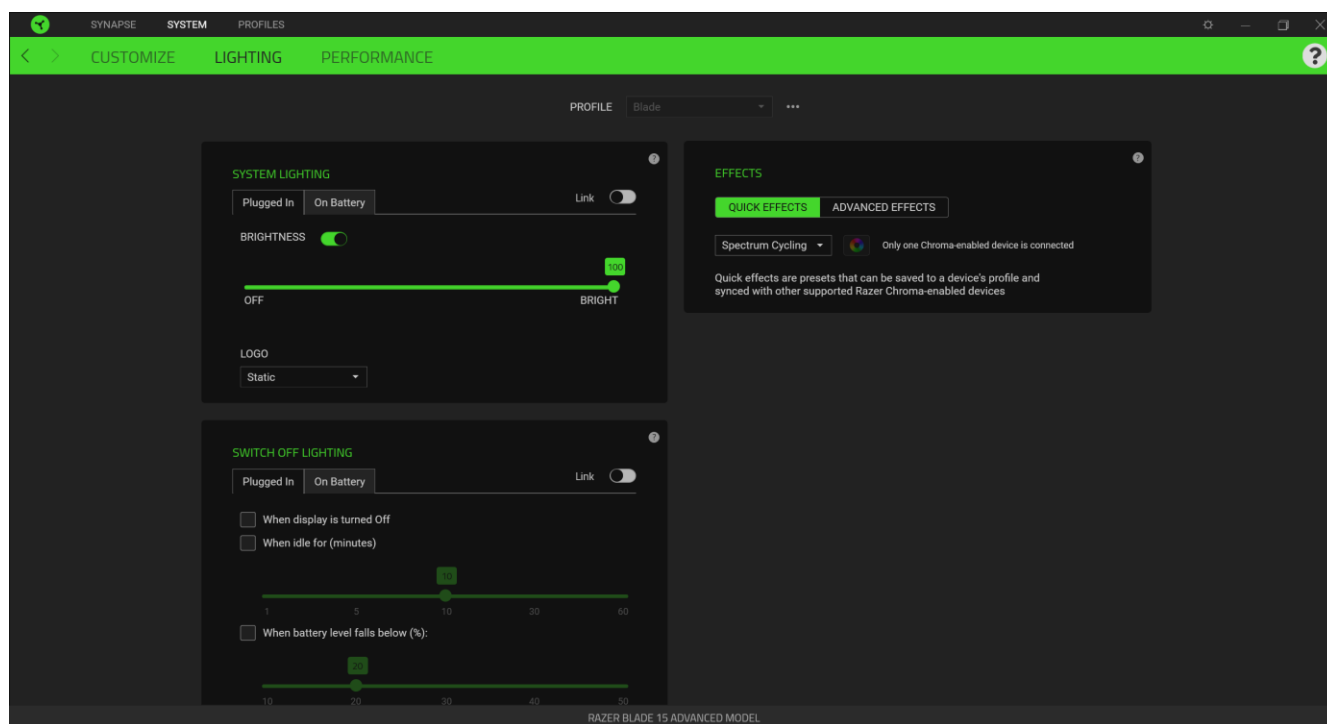 SYNAPSE SYSTEM PROFILES
CUSTOMIZE LIGHTING PERFORMANCE
?
PROFILE Blade
SYSTEM LIGHTING
?
Plugged In On Battery Link
BRIGHTNESS
100
OFF BRIGHT
LOGO
Static
EFFECTS
?
QUICK EFFECTS ADVANCED EFFECTS
Spectrum Cycling Only one Chroma-enabled device is connected
Quick effects are presets that can be saved to a device's profile and
synced with other supported Razer Chroma-enabled devices
SWITCH OFF LIGHTING
?
Plugged In On Battery Link
When display is turned Off
When idle for (minutes)
10
1 5 10 30 60
When battery level falls below (%):
20
10 20 30 40 50
RAZER BLADE 15 ADVANCED MODEL